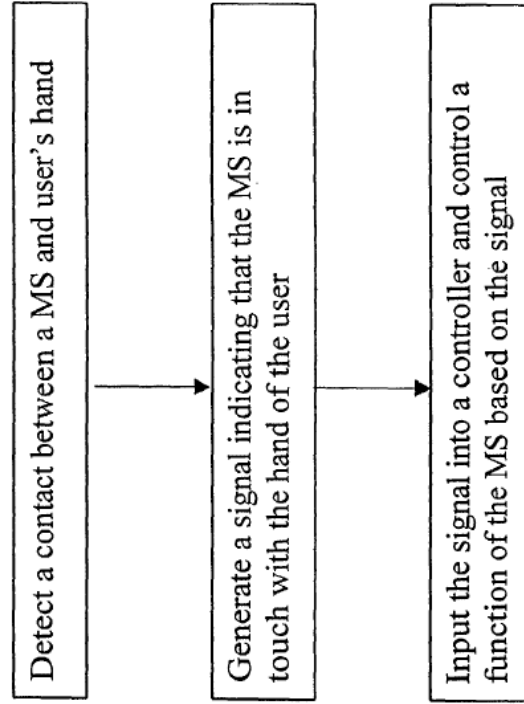 Detect a contact between a MS and user's hand
Generate a signal indicating that the MS is in
touch with the hand of the user
Input the signal into a controller and control a
function of the MS based on the signal